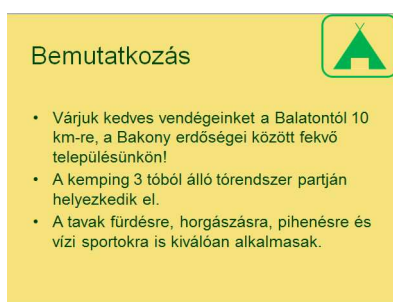 Bemutatkozás
• Várjuk kedves vendégeinket a Balatontól 10
km-re, a Bakony erdőségei között fekvő
településünkön!
• A kemping 3 tóból álló tórendszer partján
helyezkedik el.
• A tavak fürdésre, horgászásra, pihenésre és
vízi sportokra is kiválóan alkalmasak.